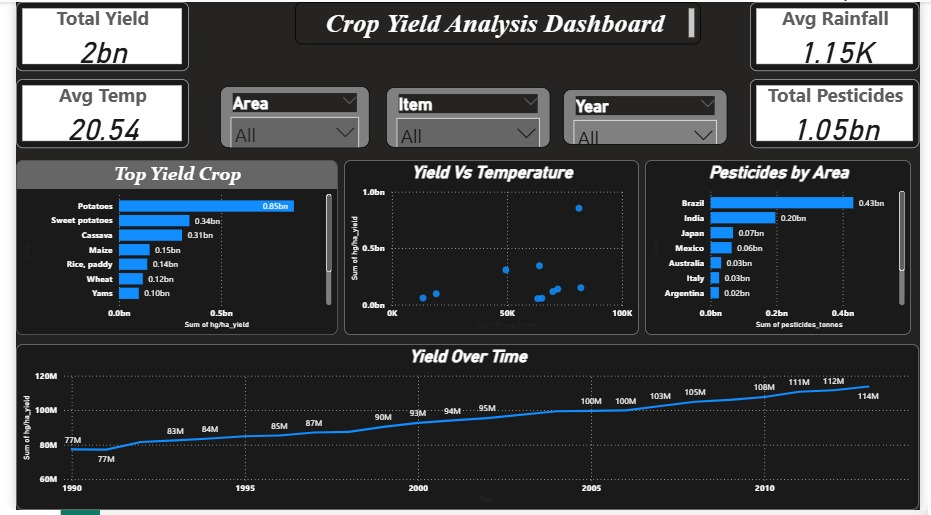 Total Yield
2bn
Crop Yield Analysis Dashboard
Avg Rainfall
1.15K
Avg Temp
20.54
Area
All
Item
All
Year
All
Total Pesticides
1.05bn
Top Yield Crop
Potatoes 0.85bn
Sweet potatoes 0.34bn
Cassava 0.31bn
Maize 0.15bn
Rice, paddy 0.14bn
Wheat 0.12bn
Yams 0.10bn
0.0bn 0.5bn
Sum of hg/ha_yield
Yield Vs Temperature
Sum of hg/ha_yield
1.0bn
0.5bn
0.0bn
0K 50K 100K
Pesticides by Area
Brazil 0.43bn
India 0.20bn
Japan 0.07bn
Mexico 0.06bn
Australia 0.03bn
Italy 0.03bn
Argentina 0.02bn
0.0bn 0.2bn 0.4bn
Sum of pesticides_tonnes
Yield Over Time
Sum of hg/ha_yield
120M
100M
80M
60M
77M 77M 83M 84M 85M 87M 90M 93M 94M 95M 100M 100M 103M 105M 108M 111M 112M 114M
1990 1995 2000 2005 2010